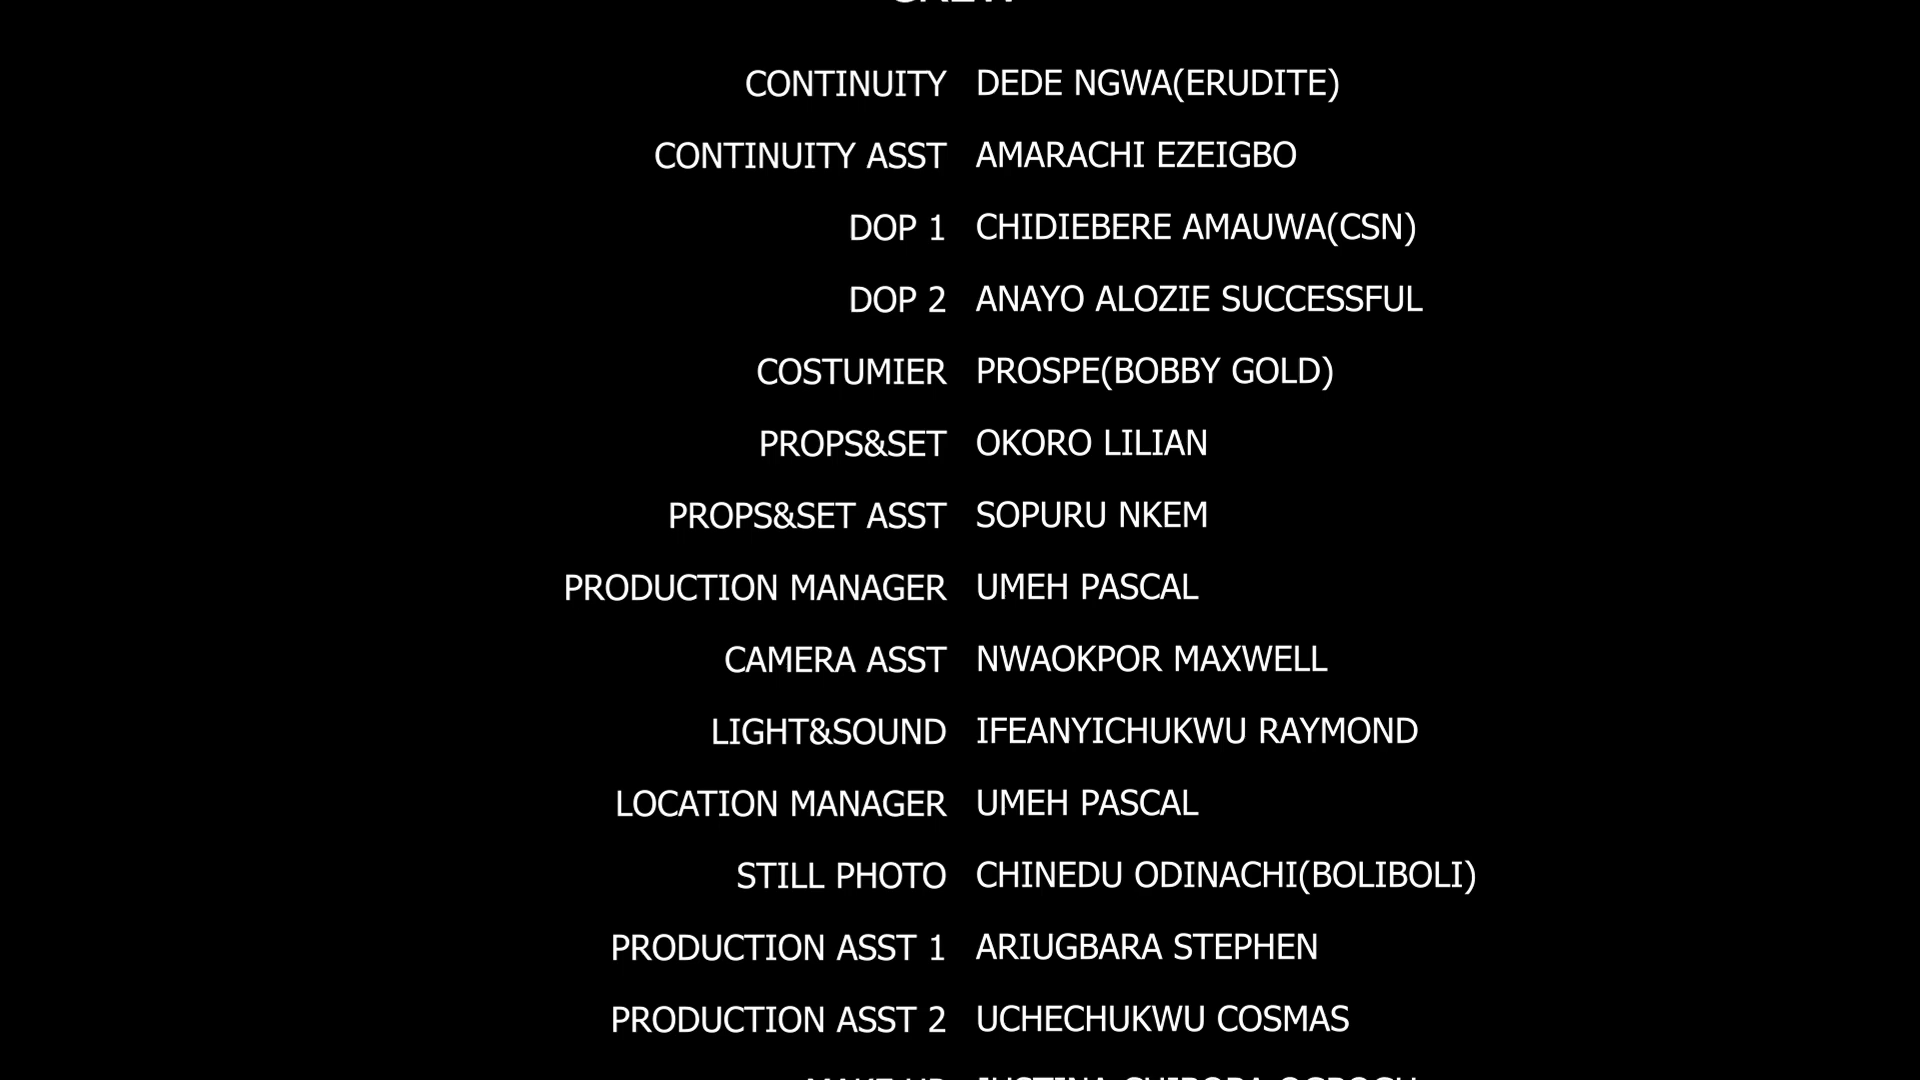 CREW
CONTINUITY DEDE NGWA(ERUDITE)
CONTINUITY ASST AMARACHI EZEIGBO
DOP 1 CHIDIEBERE AMAUWA(CSN)
DOP 2 ANAYO ALOZIE SUCCESSFUL
COSTUMIER PROSPE(BOBBY GOLD)
PROPS&SET OKORO LILIAN
PROPS&SET ASST SOPURU NKEM
PRODUCTION MANAGER UMEH PASCAL
CAMERA ASST NWAOKPOR MAXWELL
LIGHT&SOUND IFEANYICHUKWU RAYMOND
LOCATION MANAGER UMEH PASCAL
STILL PHOTO CHINEDU ODINACHI(BOLIBOLI)
PRODUCTION ASST 1 ARIUGBARA STEPHEN
PRODUCTION ASST 2 UCHECHUKWU COSMAS